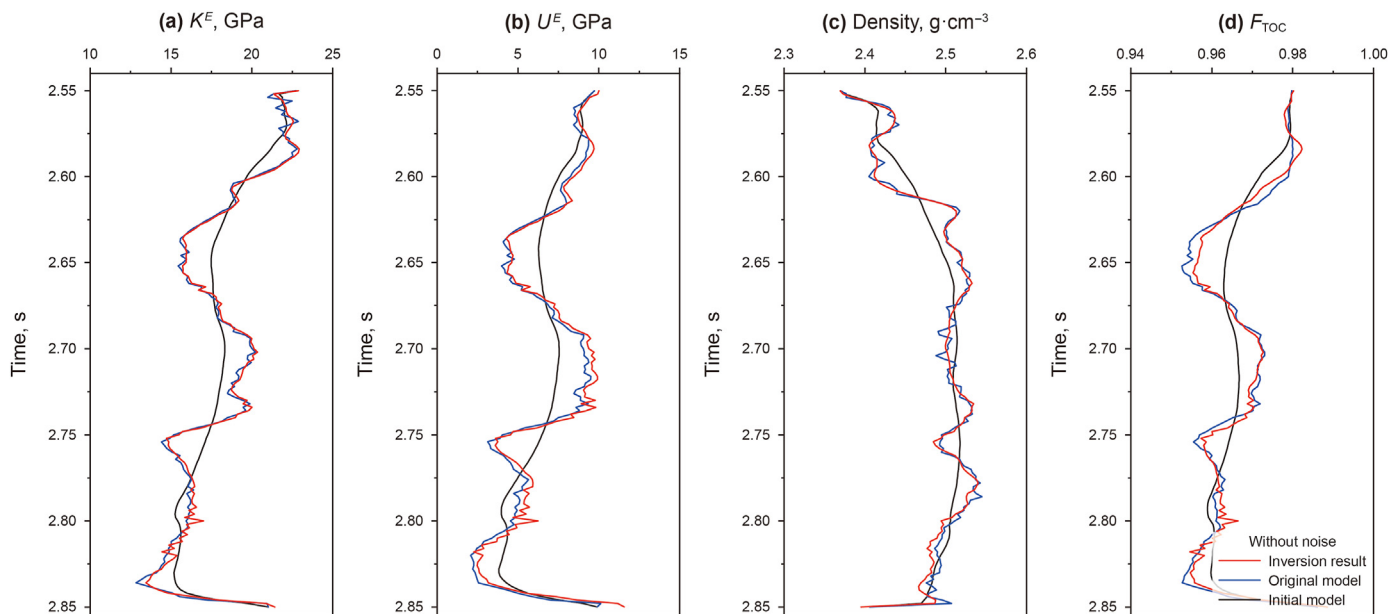 (a) Kᴱ, GPa
10 15 20 25
Time, s
2.55
2.60
2.65
2.70
2.75
2.80
2.85
(b) Uᴱ, GPa
0 5 10 15
Time, s
2.55
2.60
2.65
2.70
2.75
2.80
2.85
(c) Density, g·cm⁻³
2.3 2.4 2.5 2.6
Time, s
2.55
2.60
2.65
2.70
2.75
2.80
2.85
(d) F_TOC
0.94 0.96 0.98 1.00
Time, s
2.55
2.60
2.65
2.70
2.75
2.80
2.85
Without noise
Inversion result
Original model
Initial model